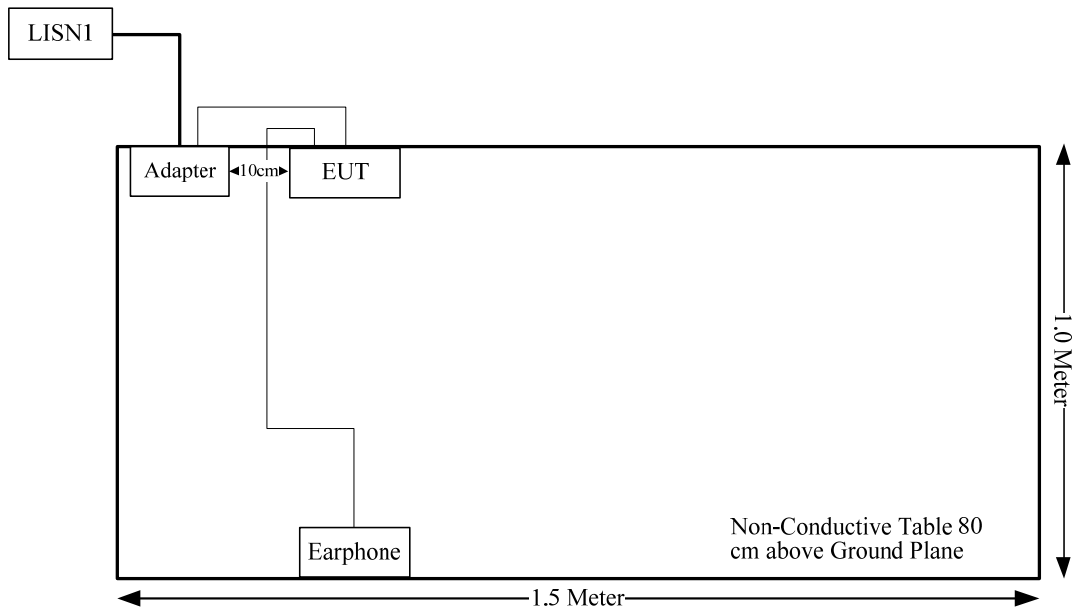 LISN1
Adapter
10cm
EUT
1.0 Meter
Non-Conductive Table 80
cm above Ground Plane
Earphone
1.5 Meter